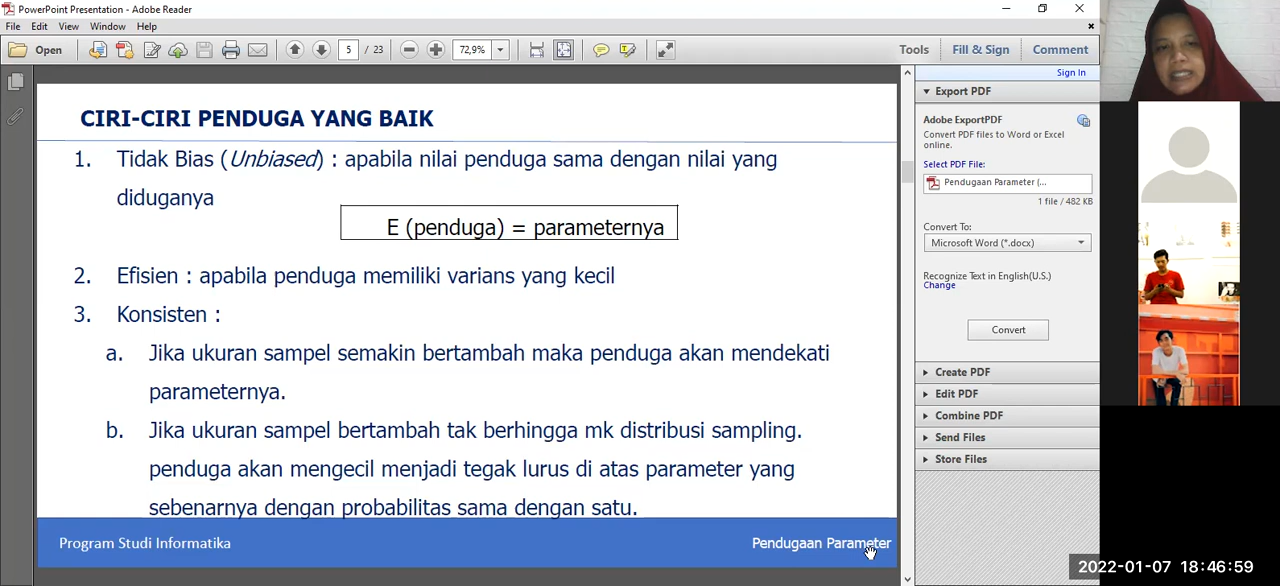 PowerPoint Presentation - Adobe Reader
File Edit View Window Help
Open 5 / 23 72,9% Tools Fill & Sign Comment
Sign In
CIRI-CIRI PENDUGA YANG BAIK
1. Tidak Bias (Unbiased) : apabila nilai penduga sama dengan nilai yang
diduganya
E (penduga) = parameternya
2. Efisien : apabila penduga memiliki varians yang kecil
3. Konsisten :
a. Jika ukuran sampel semakin bertambah maka penduga akan mendekati
parameternya.
b. Jika ukuran sampel bertambah tak berhingga mk distribusi sampling.
penduga akan mengecil menjadi tegak lurus di atas parameter yang
sebenarnya dengan probabilitas sama dengan satu.
Program Studi Informatika Pendugaan Parameter
Export PDF
Adobe ExportPDF
Convert PDF files to Word or Excel
online.
Select PDF File:
Pendugaan Parameter (...
1 file / 482 KB
Convert To:
Microsoft Word (*.docx)
Recognize Text in English(U.S.)
Change
Convert
Create PDF
Edit PDF
Combine PDF
Send Files
Store Files
2022-01-07 18:46:59